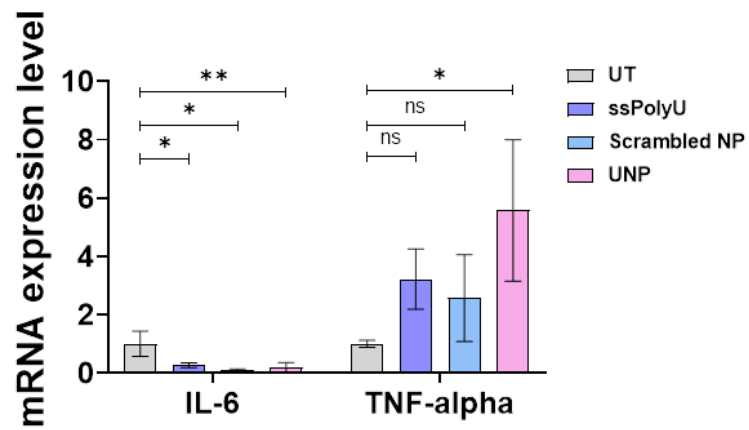 mRNA expression level
10
8
6
4
2
0
**
*
*
*
ns
ns
IL-6
TNF-alpha
UT
ssPolyU
Scrambled NP
UNP